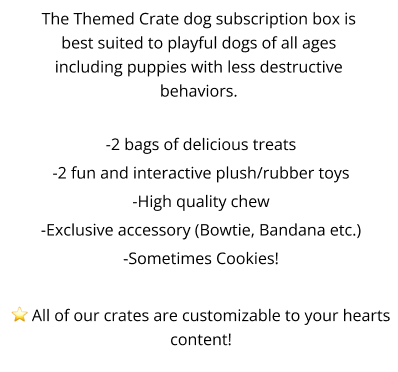 The Themed Crate dog subscription box is
best suited to playful dogs of all ages
including puppies with less destructive
behaviors.
-2 bags of delicious treats
-2 fun and interactive plush/rubber toys
-High quality chew
-Exclusive accessory (Bowtie, Bandana etc.)
-Sometimes Cookies!
⭐ All of our crates are customizable to your hearts
content!